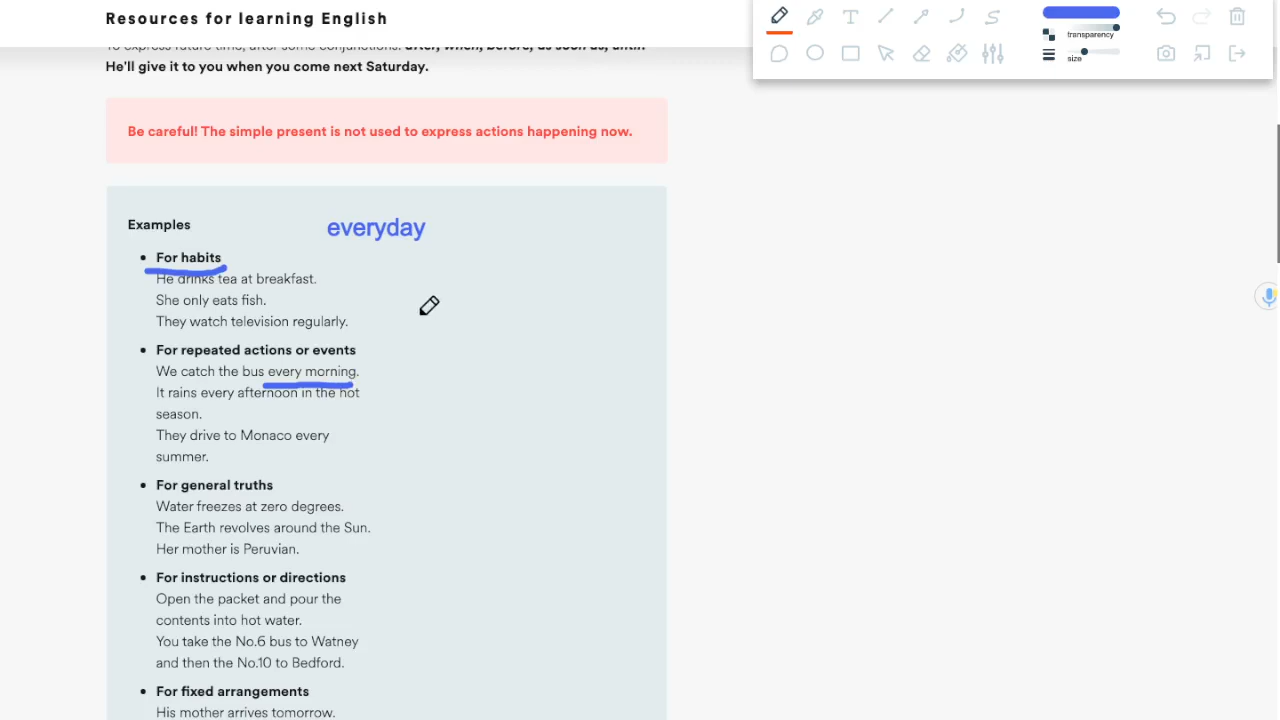 Resources for learning English
He'll give it to you when you come next Saturday.
transparency
size
Be careful! The simple present is not used to express actions happening now.
Examples
everyday
For habits
He drinks tea at breakfast.
She only eats fish.
They watch television regularly.
For repeated actions or events
We catch the bus every morning.
It rains every afternoon in the hot
season.
They drive to Monaco every
summer.
For general truths
Water freezes at zero degrees.
The Earth revolves around the Sun.
Her mother is Peruvian.
For instructions or directions
Open the packet and pour the
contents into hot water.
You take the No.6 bus to Watney
and then the No.10 to Bedford.
For fixed arrangements
His mother arrives tomorrow.